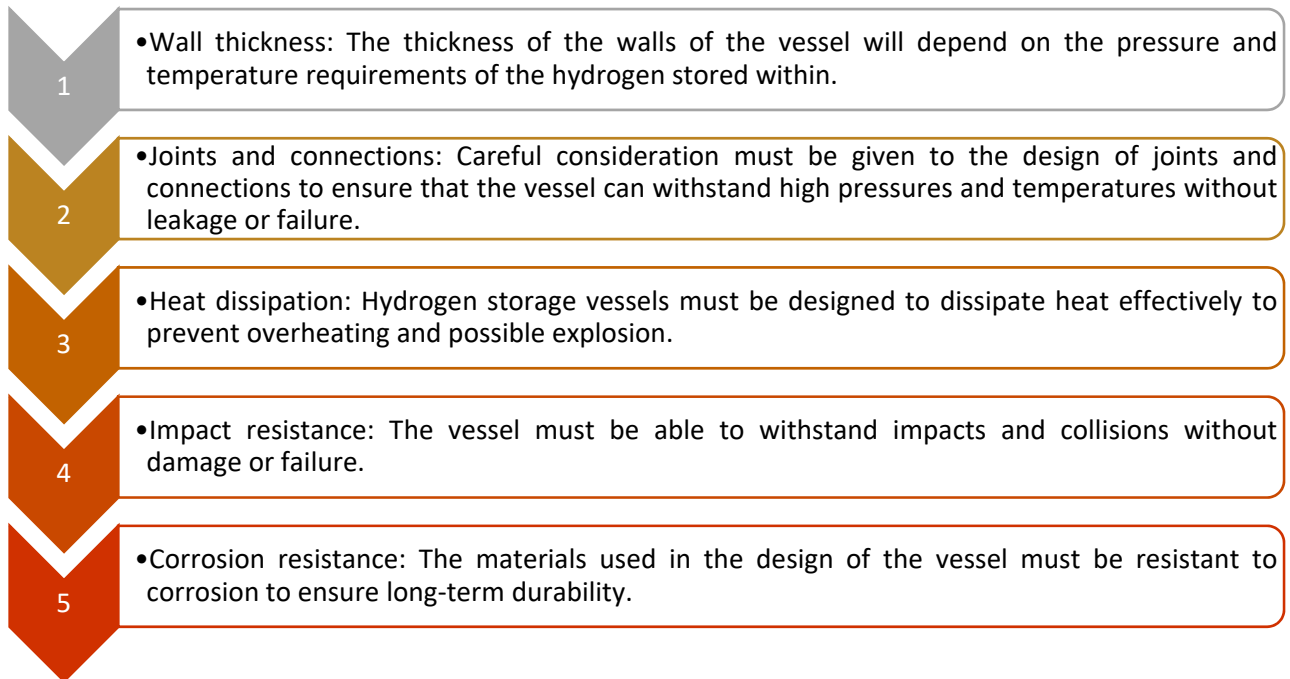 1
•Wall thickness: The thickness of the walls of the vessel will depend on the pressure and
temperature requirements of the hydrogen stored within.
2
•Joints and connections: Careful consideration must be given to the design of joints and
connections to ensure that the vessel can withstand high pressures and temperatures without
leakage or failure.
3
•Heat dissipation: Hydrogen storage vessels must be designed to dissipate heat effectively to
prevent overheating and possible explosion.
4
•Impact resistance: The vessel must be able to withstand impacts and collisions without
damage or failure.
5
•Corrosion resistance: The materials used in the design of the vessel must be resistant to
corrosion to ensure long-term durability.